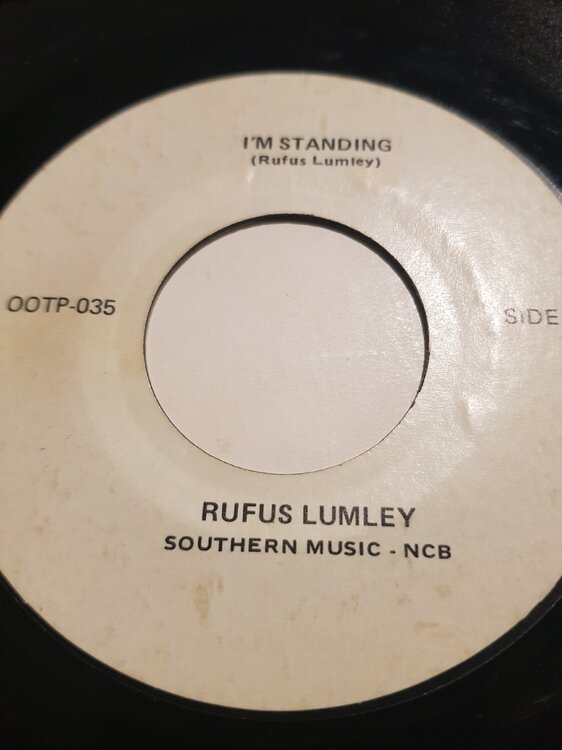 I'M STANDING
(Rufus Lumley)
OOTP-035
SIDE
RUFUS LUMLEY
SOUTHERN MUSIC - NCB